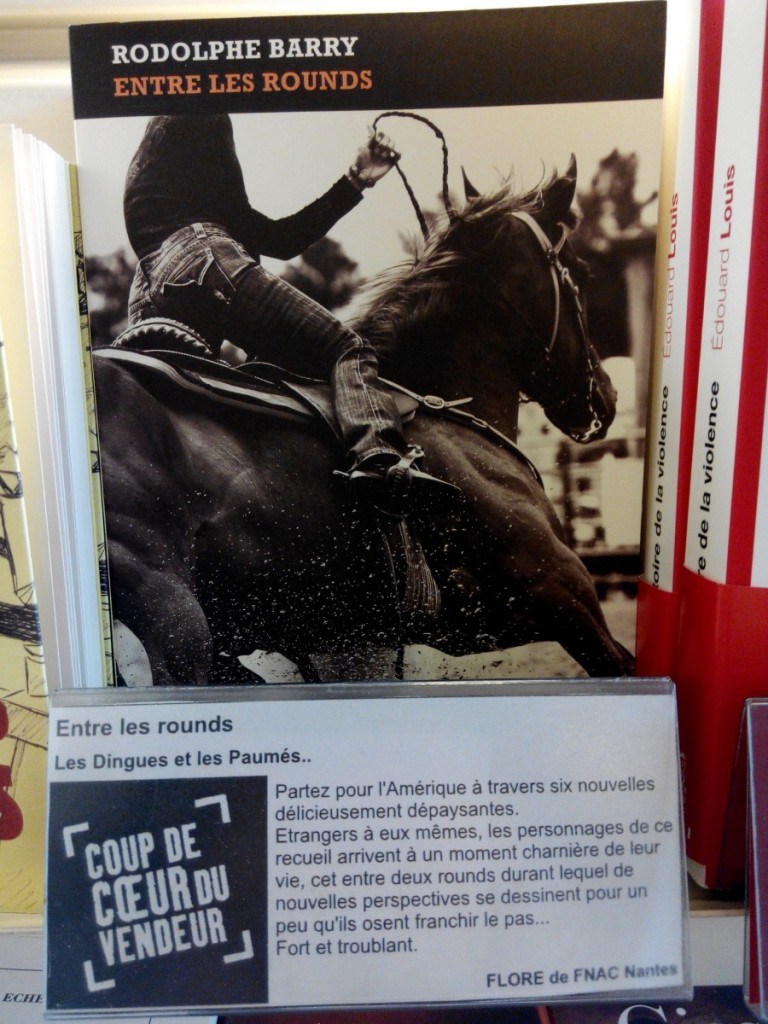 RODOLPHE BARRY
ENTRE LES ROUNDS
Édouard Louis
oire de la violence
Édouard Louis
re de la violence
Entre les rounds
Les Dingues et les Paumés..
COUP DE
CŒUR DU
VENDEUR
Partez pour l'Amérique à travers six nouvelles
délicieusement dépaysantes.
Etrangers à eux mêmes, les personnages de ce
recueil arrivent à un moment charnière de leur
vie, cet entre deux rounds durant lequel de
nouvelles perspectives se dessinent pour un
peu qu'ils osent franchir le pas...
Fort et troublant.
FLORE de FNAC Nantes
ECHE